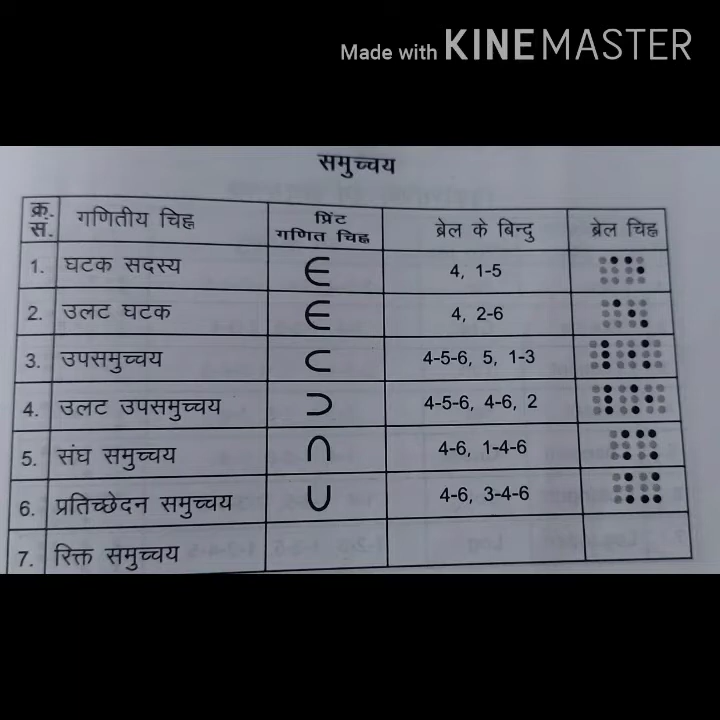 Made with KINEMASTER
समुच्चय
क्र. सं. गणितीय चिह्न प्रिंट गणित चिह्न ब्रेल के बिन्दु ब्रेल चिह्न
1. घटक सदस्य ∈ 4, 1-5
2. उलट घटक ∈ 4, 2-6
3. उपसमुच्चय ⊂ 4-5-6, 5, 1-3
4. उलट उपसमुच्चय ⊃ 4-5-6, 4-6, 2
5. संघ समुच्चय ∩ 4-6, 1-4-6
6. प्रतिच्छेदन समुच्चय ∪ 4-6, 3-4-6
7. रिक्त समुच्चय